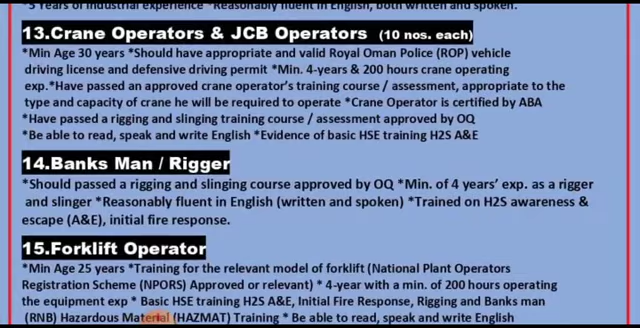 *5 Years of industrial experience *Reasonably fluent in English, both written and spoken.
13.Crane Operators & JCB Operators (10 nos. each)
*Min Age 30 years *Should have appropriate and valid Royal Oman Police (ROP) vehicle
driving license and defensive driving permit *Min. 4-years & 200 hours crane operating
exp.*Have passed an approved crane operator’s training course / assessment, appropriate to the
type and capacity of crane he will be required to operate *Crane Operator is certified by ABA
*Have passed a rigging and slinging training course / assessment approved by OQ
*Be able to read, speak and write English *Evidence of basic HSE training H2S A&E
14.Banks Man / Rigger
*Should passed a rigging and slinging course approved by OQ *Min. of 4 years’ exp. as a rigger
and slinger *Reasonably fluent in English (written and spoken) *Trained on H2S awareness &
escape (A&E), initial fire response.
15.Forklift Operator
*Min Age 25 years *Training for the relevant model of forklift (National Plant Operators
Registration Scheme (NPORS) Approved or relevant) * 4-year with a min. of 200 hours operating
the equipment exp * Basic HSE training H2S A&E, Initial Fire Response, Rigging and Banks man
(RNB) Hazardous Material (HAZMAT) Training * Be able to read, speak and write English